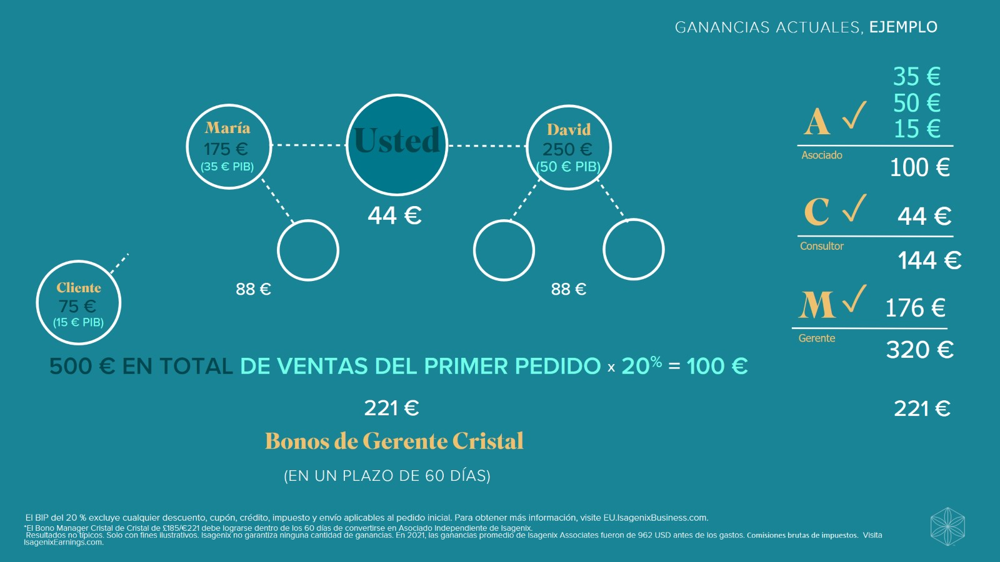 GANANCIAS ACTUALES, EJEMPLO
María
175 €
(35 € PIB)
Usted
44 €
David
250 €
(50 € PIB)
88 €
88 €
Cliente
75 €
(15 € PIB)
35 €
50 €
15 €
A ✓
Asociado
100 €
C ✓ 44 €
Consultor
144 €
M ✓ 176 €
Gerente
320 €
500 € EN TOTAL DE VENTAS DEL PRIMER PEDIDO x 20% = 100 €
221 €
221 €
Bonos de Gerente Cristal
(EN UN PLAZO DE 60 DÍAS)
El BIP del 20 % excluye cualquier descuento, cupón, crédito, impuesto y envío aplicables al pedido inicial. Para obtener más información, visite EU.IsagenixBusiness.com.
*El Bono Manager Cristal de Cristal de £185/€221 debe lograrse dentro de los 60 días de convertirse en Asociado Independiente de Isagenix.
Resultados no típicos. Solo con fines ilustrativos. Isagenix no garantiza ninguna cantidad de ganancias. En 2021, las ganancias promedio de Isagenix Associates fueron de 962 USD antes de los gastos. Comisiones brutas de impuestos. Visita
IsagenixEarnings.com.